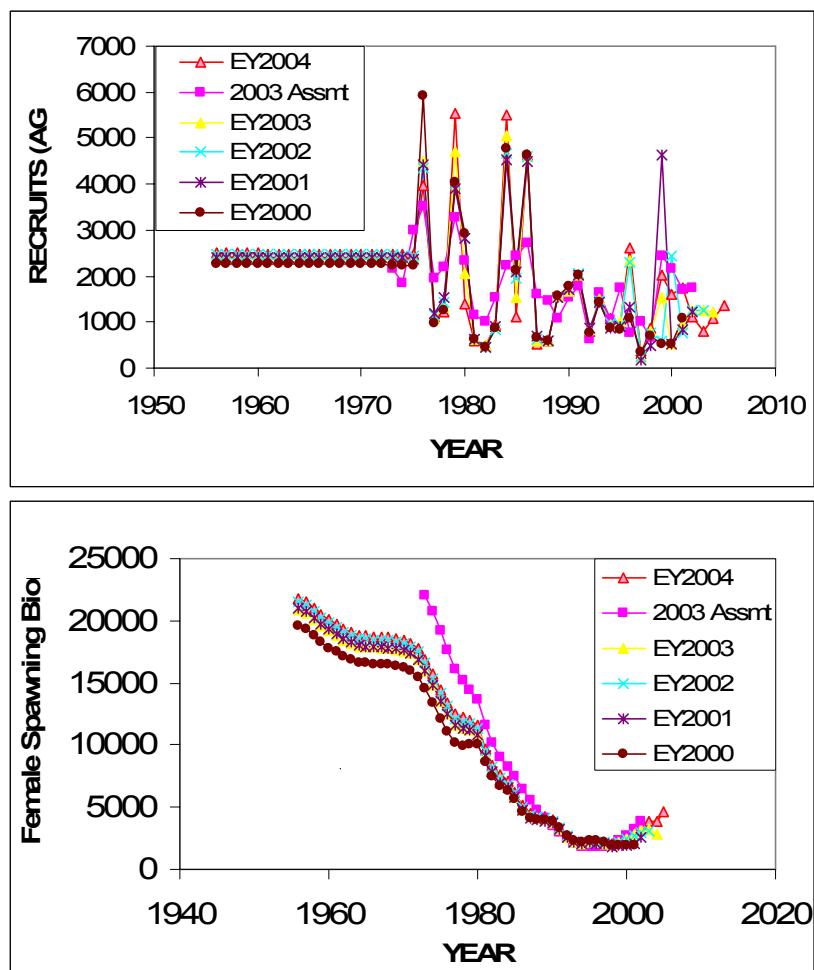 RECRUITS (AG
7000
6000
5000
4000
3000
2000
1000
0
EY2004
2003 Assmt
EY2003
EY2002
EY2001
EY2000
1950 1960 1970 1980 1990 2000 2010
YEAR
Female Spawning Bio
25000
20000
15000
10000
5000
0
EY2004
2003 Assmt
EY2003
EY2002
EY2001
EY2000
1940 1960 1980 2000 2020
YEAR